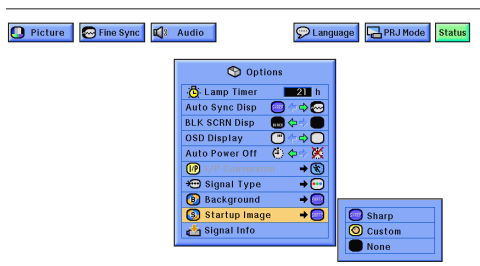 Picture Fine Sync Audio Language PRJ Mode Status
Options
Lamp Timer 21 h
Auto Sync Disp
BLK SCRN Disp
OSD Display
Auto Power Off
I/P
Signal Type
B Background
S Startup Image
Signal Info
Sharp
Custom
None